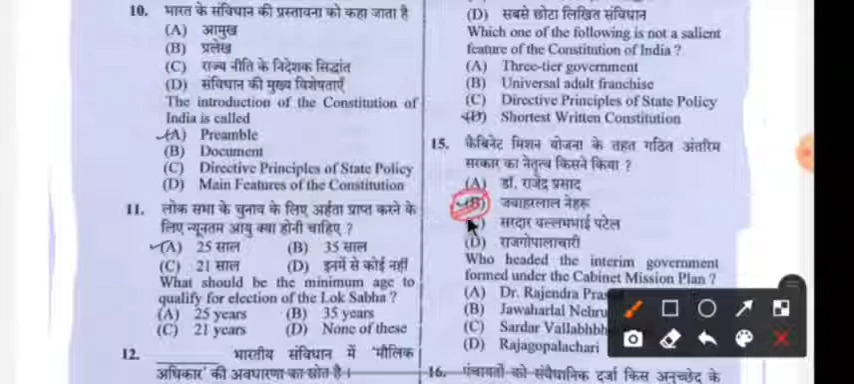 10. भारत के संविधान की प्रस्तावना को कहा जाता है
(A) आमुख
(B) प्रलेख
(C) राज्य नीति के निदेशक सिद्धांत
(D) संविधान की मुख्य विशेषताएँ
The introduction of the Constitution of
India is called
(A) Preamble
(B) Document
(C) Directive Principles of State Policy
(D) Main Features of the Constitution
11. लोक सभा के चुनाव के लिए अर्हता प्राप्त करने के
लिए न्यूनतम आयु क्या होनी चाहिए ?
(A) 25 साल (B) 35 साल
(C) 21 साल (D) इनमें से कोई नहीं
What should be the minimum age to
qualify for election of the Lok Sabha ?
(A) 25 years (B) 35 years
(C) 21 years (D) None of these
12. ________ भारतीय संविधान में 'मौलिक
अधिकार' की अवधारणा का स्रोत है।
(D) सबसे छोटा लिखित संविधान
Which one of the following is not a salient
feature of the Constitution of India ?
(A) Three-tier government
(B) Universal adult franchise
(C) Directive Principles of State Policy
(D) Shortest Written Constitution
15. कैबिनेट मिशन योजना के तहत गठित अंतरिम
सरकार का नेतृत्व किसने किया ?
(A) डॉ. राजेंद्र प्रसाद
(B) जवाहरलाल नेहरू
सरदार वल्लभभाई पटेल
(D) राजगोपालाचारी
Who headed the interim government
formed under the Cabinet Mission Plan ?
(A) Dr. Rajendra
(B) Jawaharlal Nehru
(C) Sardar
(D) Rajagopalachari
16. पंचायतों को संवैधानिक दर्जा किस अनुच्छेद के